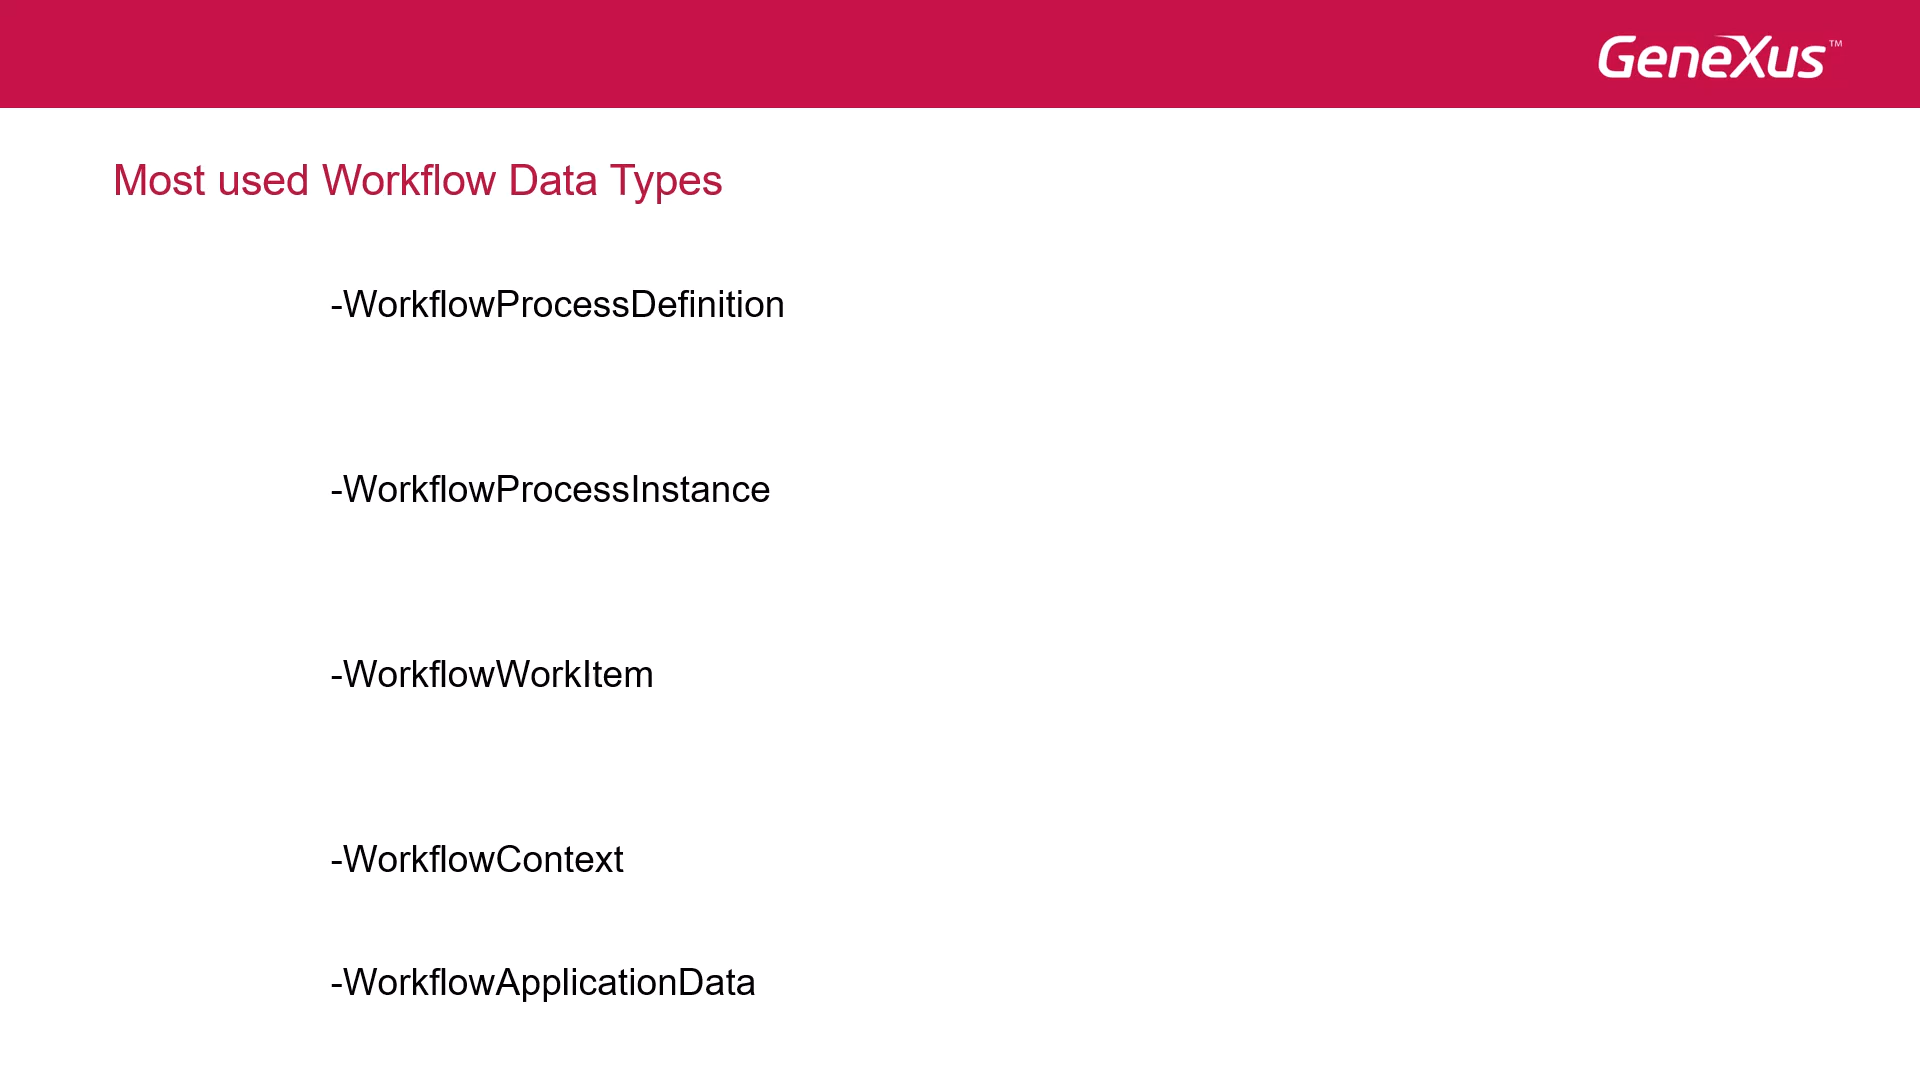 GeneXus™
Most used Workflow Data Types
-WorkflowProcessDefinition
-WorkflowProcessInstance
-WorkflowWorkItem
-WorkflowContext
-WorkflowApplicationData